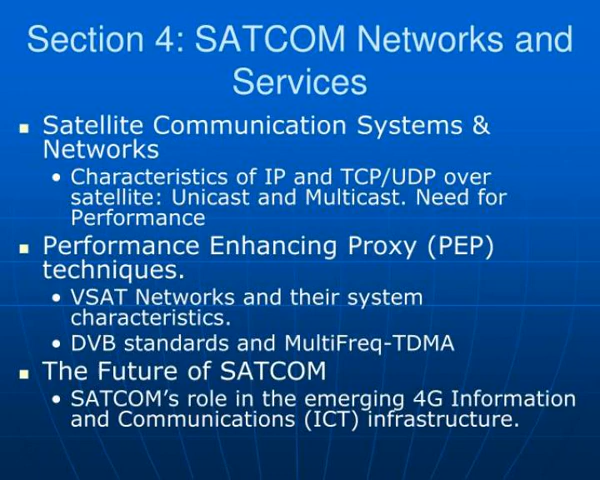 Section 4: SATCOM Networks and
Services
Satellite Communication Systems &
Networks
• Characteristics of IP and TCP/UDP over
satellite: Unicast and Multicast. Need for
Performance
Performance Enhancing Proxy (PEP)
techniques.
• VSAT Networks and their system
characteristics.
• DVB standards and MultiFreq-TDMA
The Future of SATCOM
• SATCOM's role in the emerging 4G Information
and Communications (ICT) infrastructure.